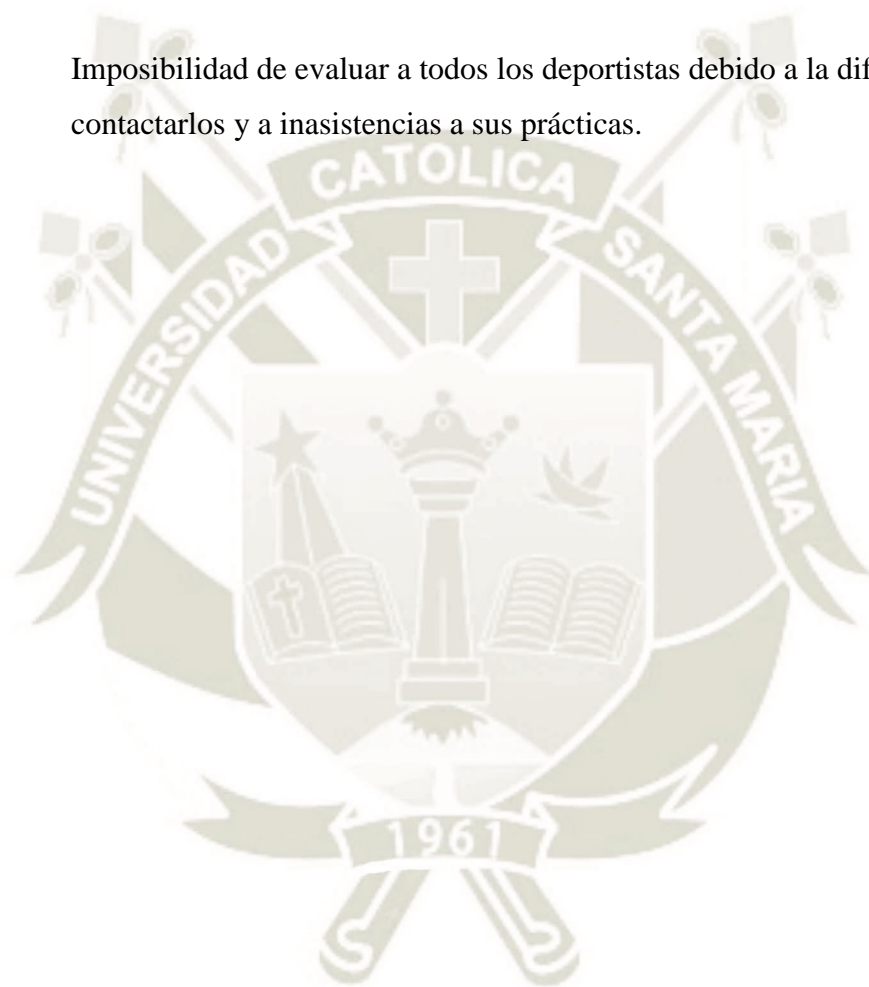 Imposibilidad de evaluar a todos los deportistas debido a la
contactarlos y a inasistencias a sus prácticas.
UNIVERSIDAD CATOLICA SANTA MARIA
1961